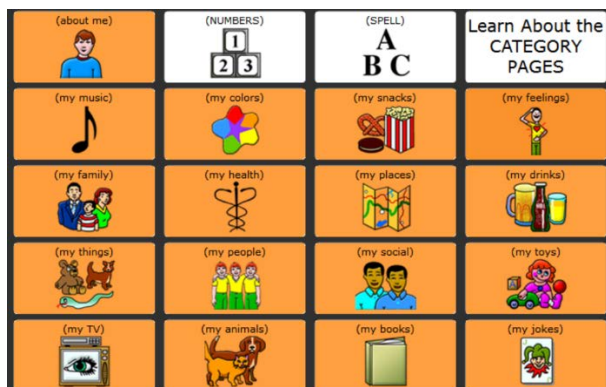 (about me)
(NUMBERS)
1
2 3
(SPELL)
A
B C
Learn About the
CATEGORY
PAGES
(my music)
(my colors)
(my snacks)
(my feelings)
(my family)
(my health)
(my places)
(my drinks)
(my things)
(my people)
(my social)
(my toys)
(my TV)
(my animals)
(my books)
(my jokes)